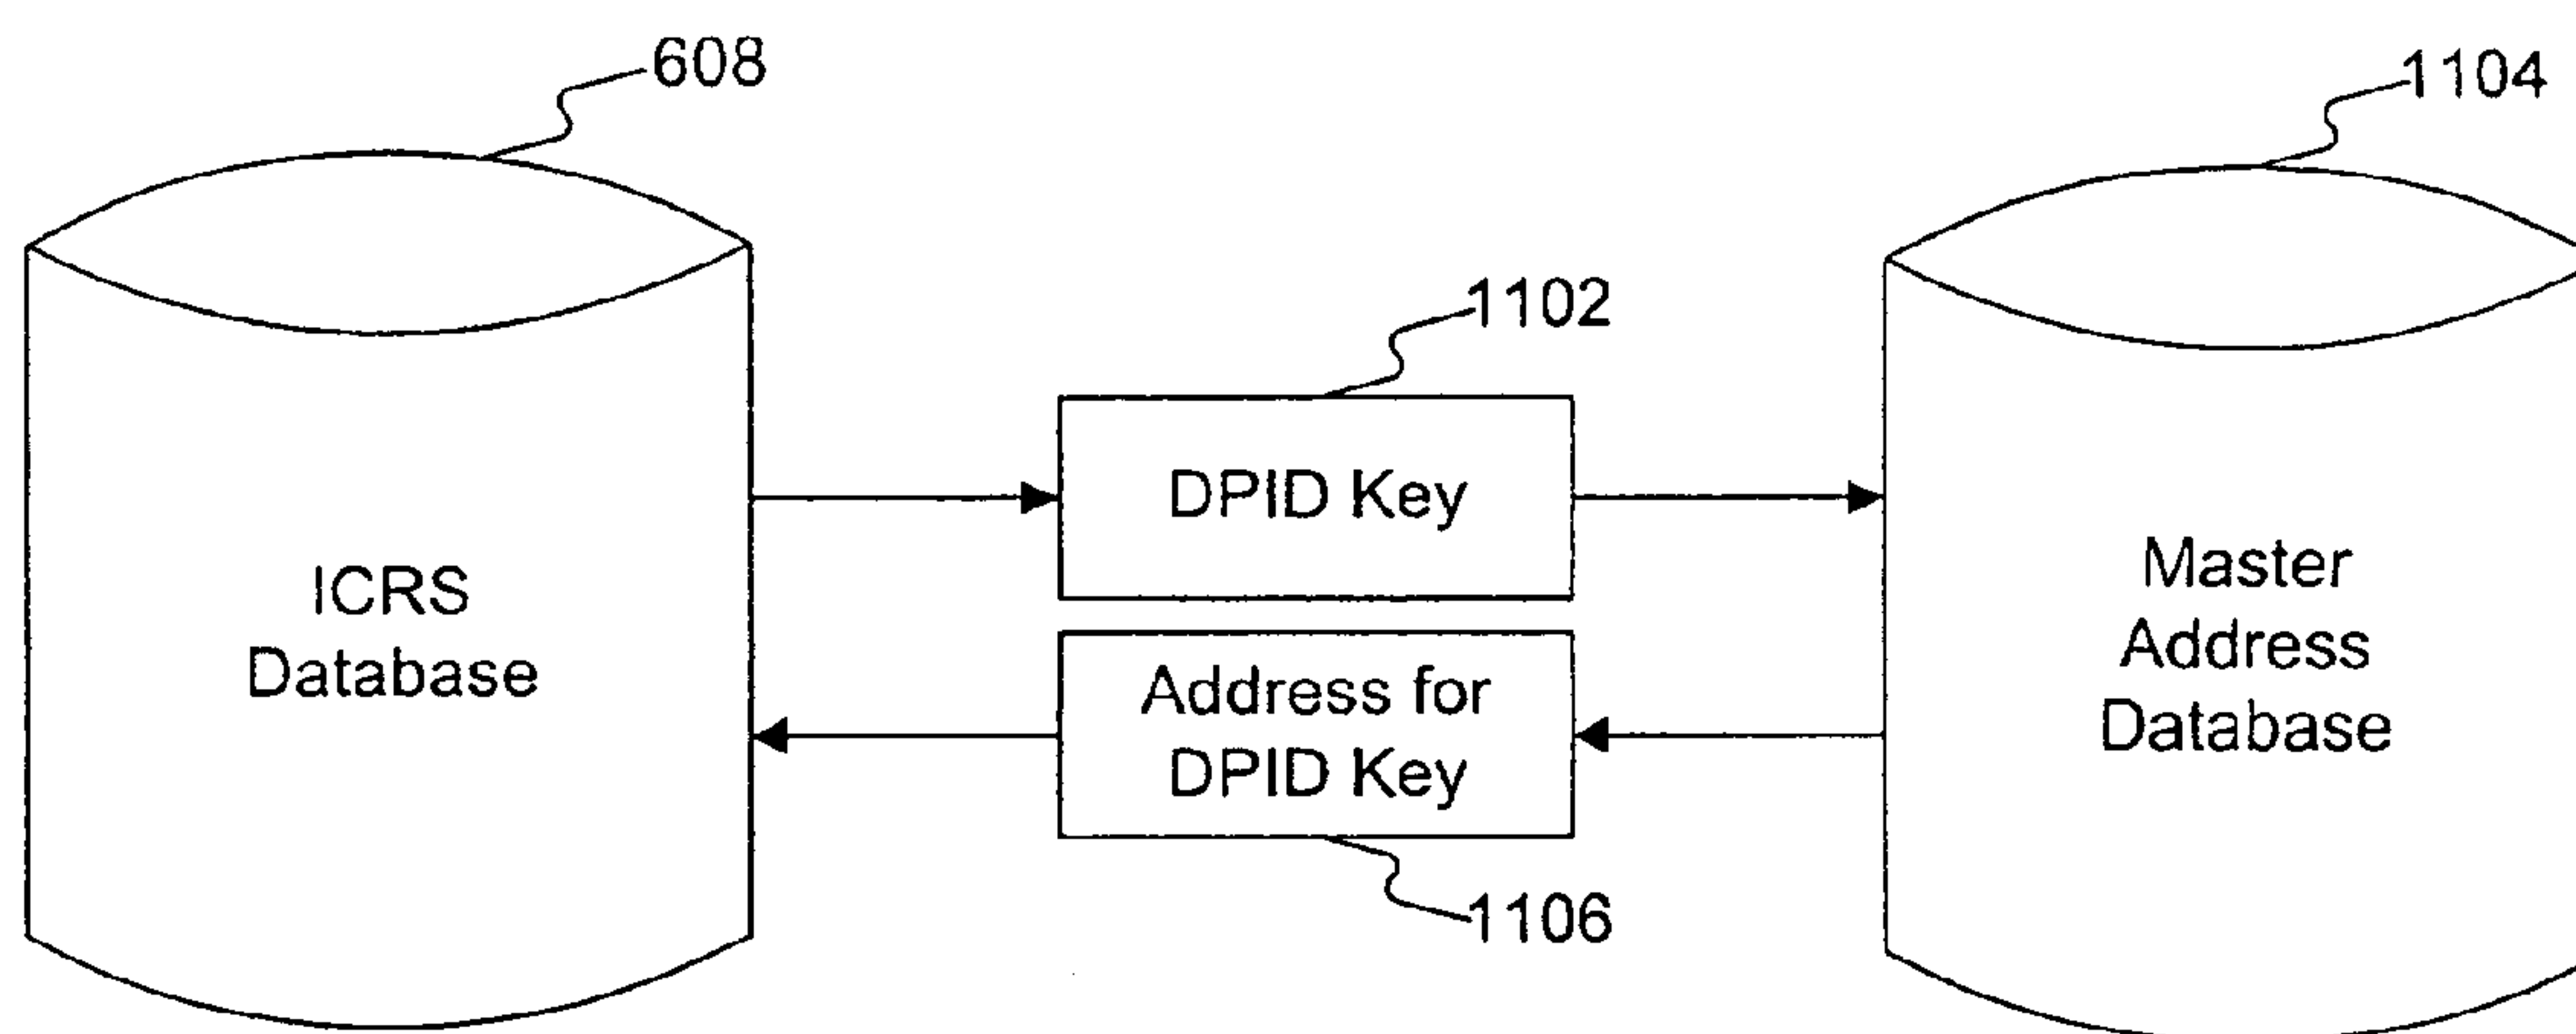 608
1104
1102
DPID Key
ICRS
Database
Master
Address
Database
Address for
DPID Key
1106